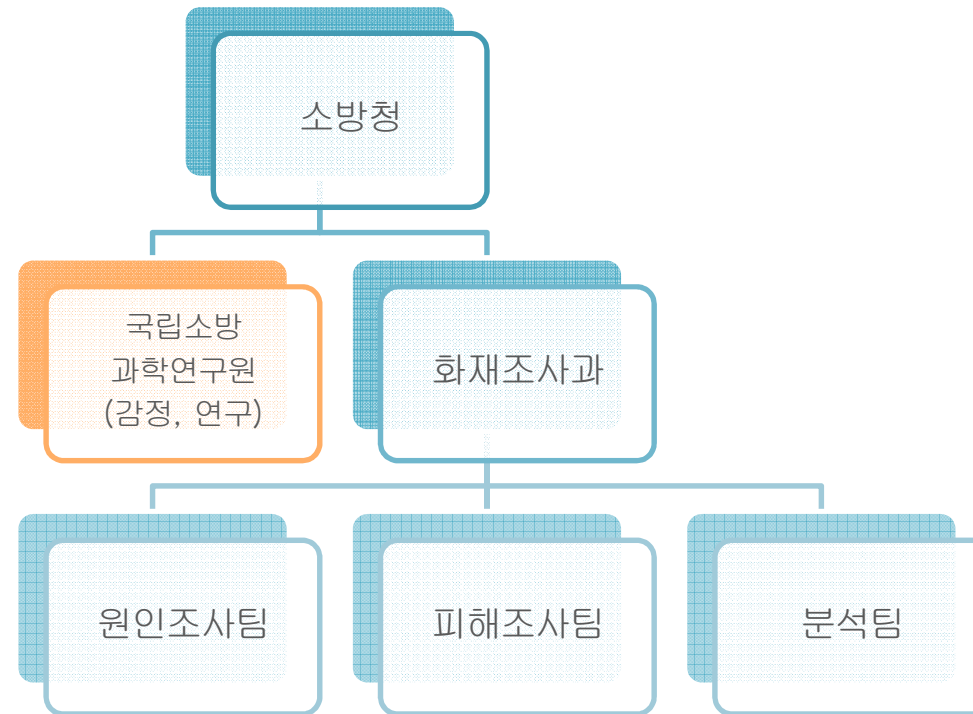 소방청
국립소방
과학연구원
(감정, 연구)
화재조사과
원인조사팀
피해조사팀
분석팀